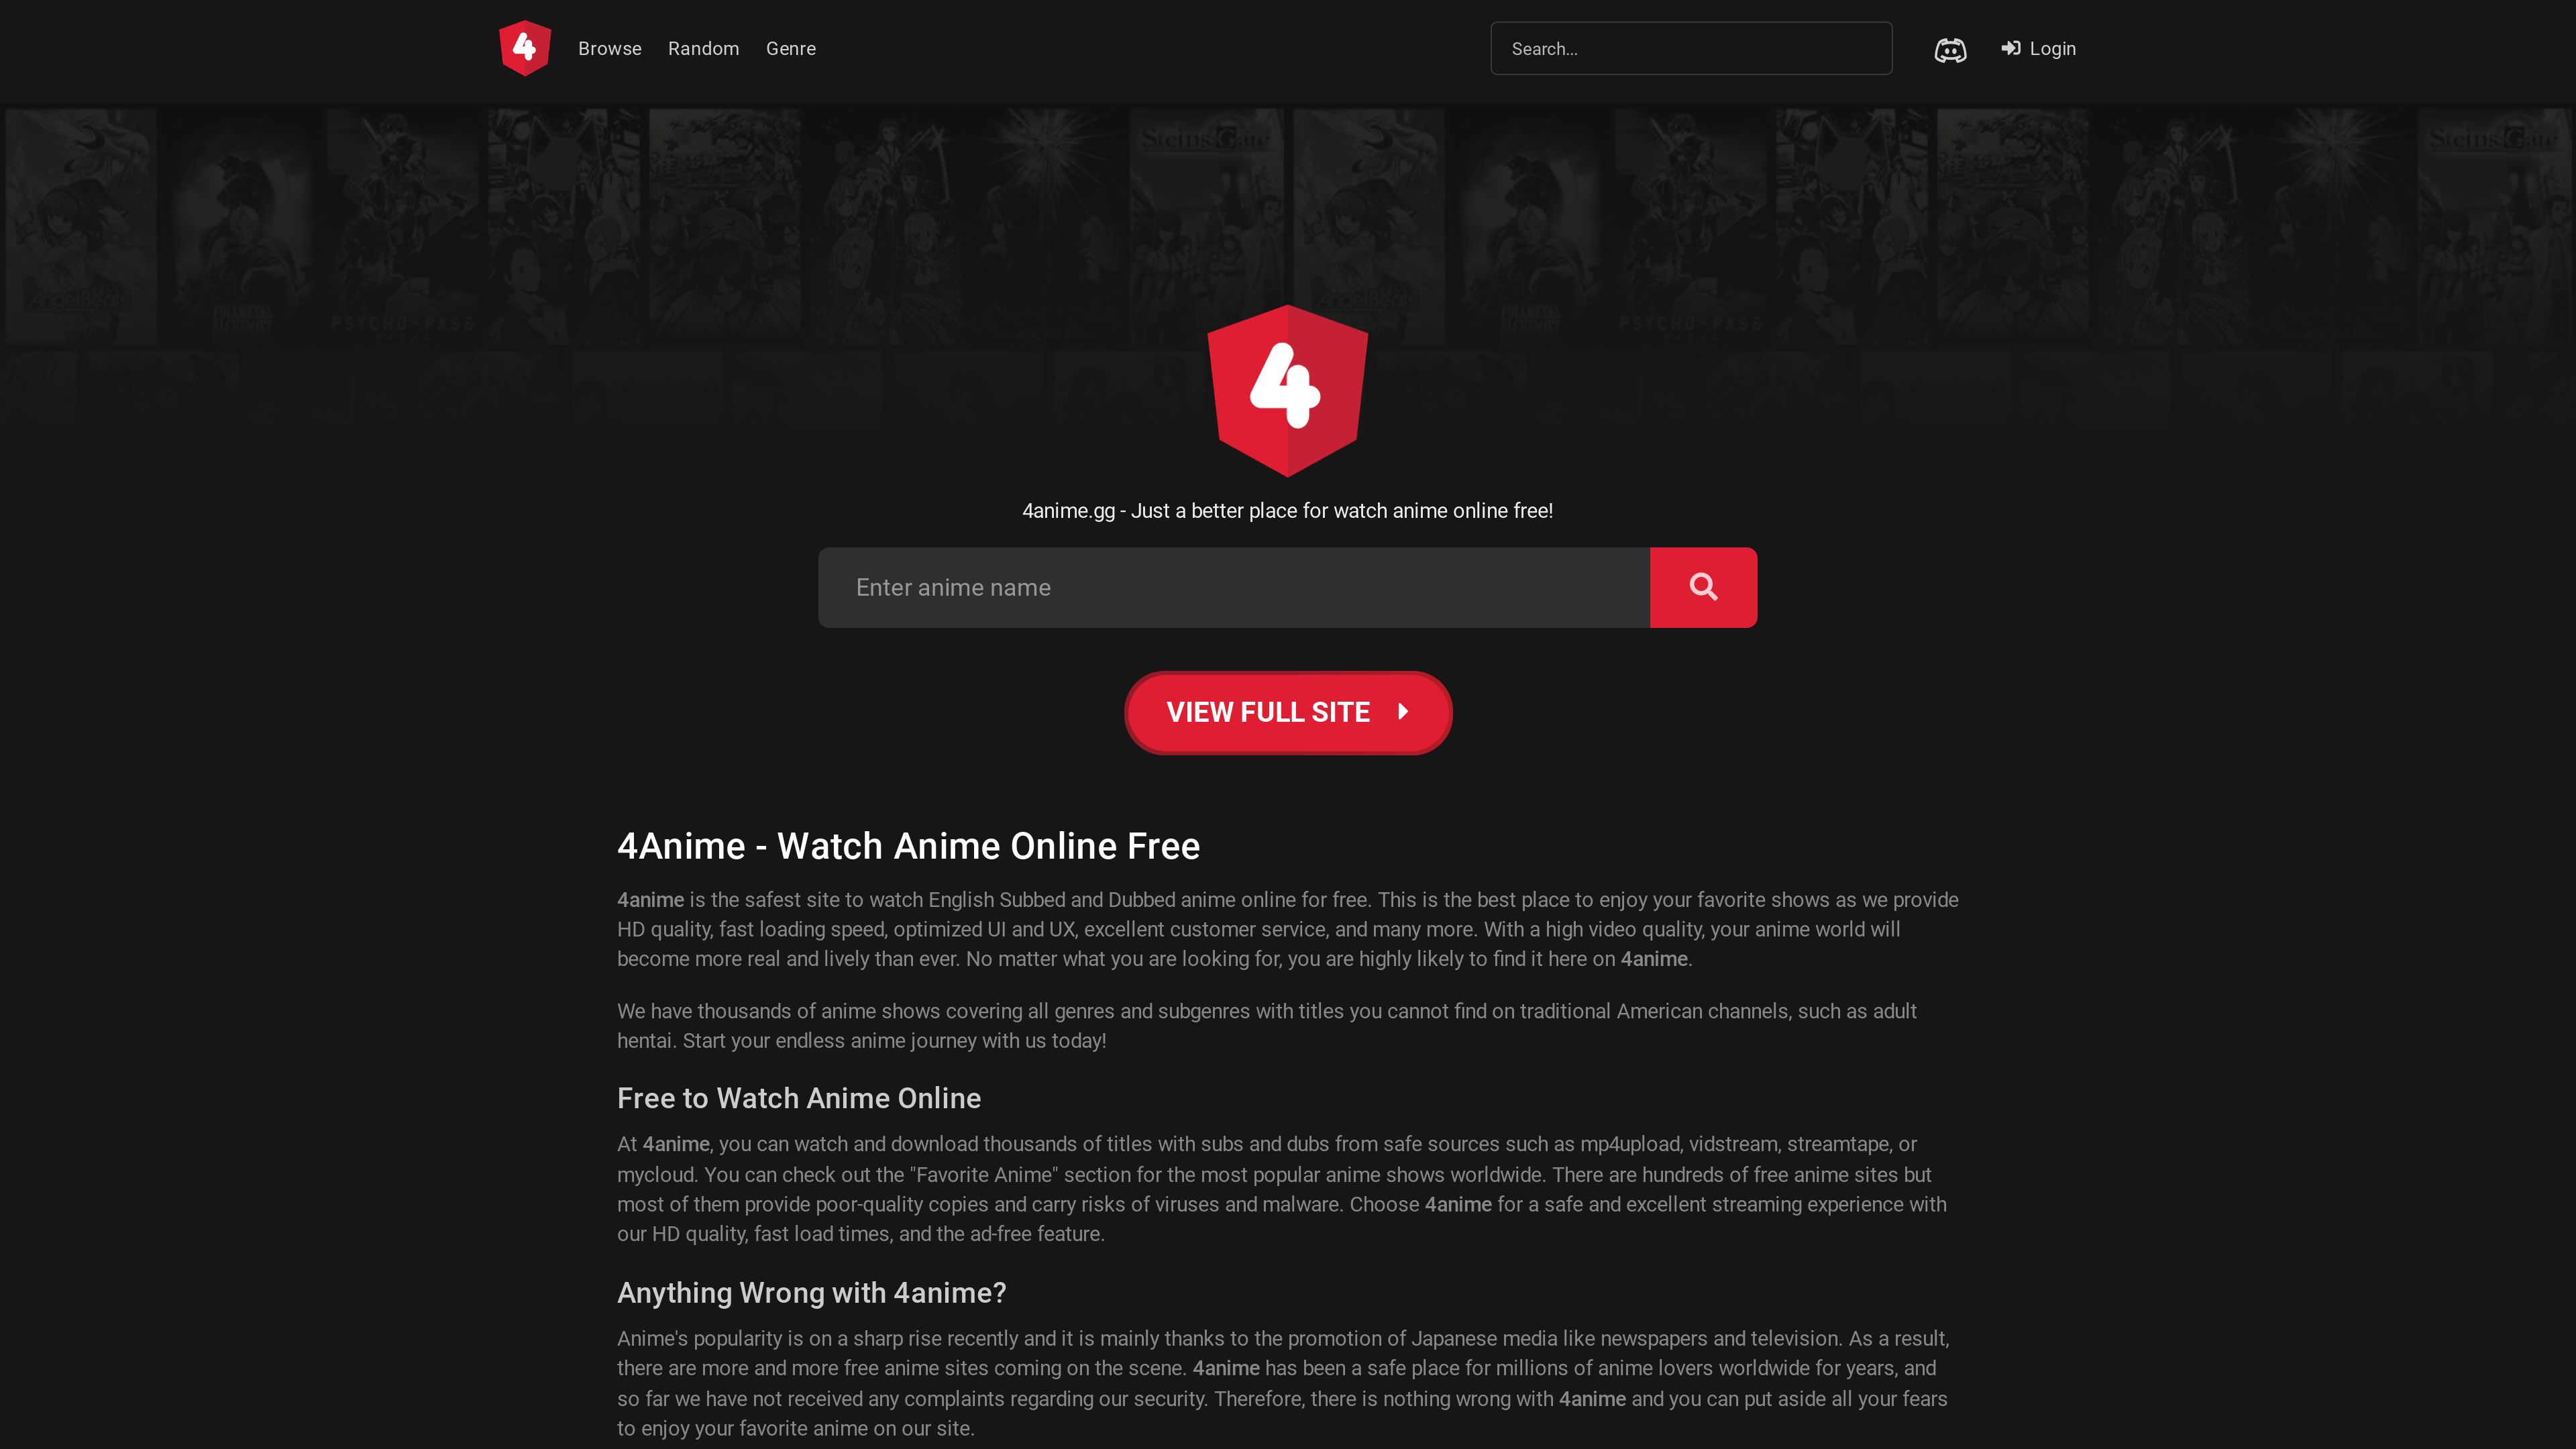 4
Browse
Random
Genre
Search...
Login
Steins;Gate
Steins;Gate
AngelBeats
FULLMETAL
ALCHEMIST
PSYCHO-PASS
AngelBeats
FULLMETAL
ALCHEMIST
PSYCHO-PASS
4
4anime.gg - Just a better place for watch anime online free!
Enter anime name
VIEW FULL SITE
4Anime - Watch Anime Online Free
4anime is the safest site to watch English Subbed and Dubbed anime online for free. This is the best place to enjoy your favorite shows as we provide
HD quality, fast loading speed, optimized UI and UX, excellent customer service, and many more. With a high video quality, your anime world will
become more real and lively than ever. No matter what you are looking for, you are highly likely to find it here on 4anime.
We have thousands of anime shows covering all genres and subgenres with titles you cannot find on traditional American channels, such as adult
hentai. Start your endless anime journey with us today!
Free to Watch Anime Online
At 4anime, you can watch and download thousands of titles with subs and dubs from safe sources such as mp4upload, vidstream, streamtape, or
mycloud. You can check out the "Favorite Anime" section for the most popular anime shows worldwide. There are hundreds of free anime sites but
most of them provide poor-quality copies and carry risks of viruses and malware. Choose 4anime for a safe and excellent streaming experience with
our HD quality, fast load times, and the ad-free feature.
Anything Wrong with 4anime?
Anime's popularity is on a sharp rise recently and it is mainly thanks to the promotion of Japanese media like newspapers and television. As a result,
there are more and more free anime sites coming on the scene. 4anime has been a safe place for millions of anime lovers worldwide for years, and
so far we have not received any complaints regarding our security. Therefore, there is nothing wrong with 4anime and you can put aside all your fears
to enjoy your favorite anime on our site.